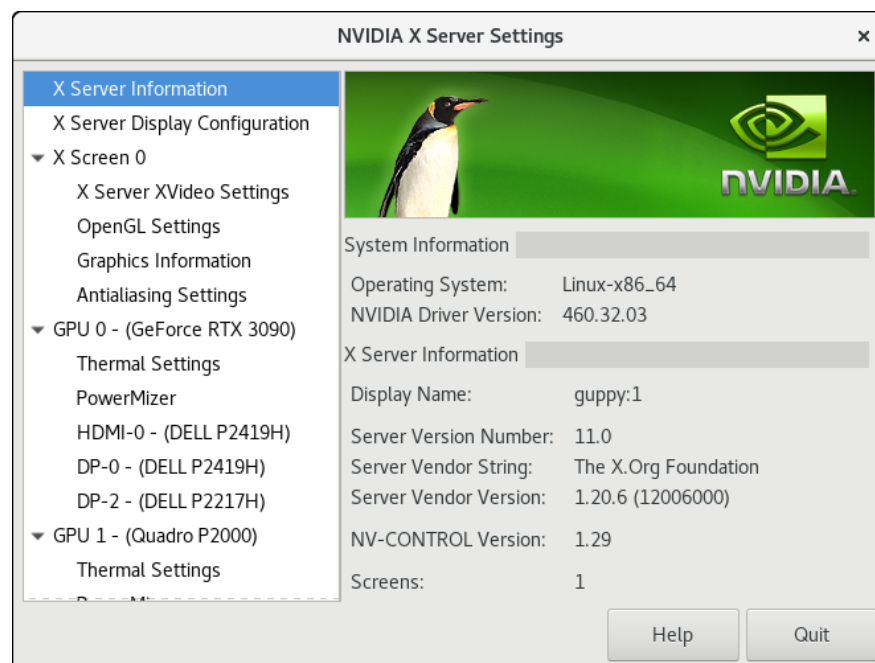 NVIDIA X Server Settings
X Server Information
X Server Display Configuration
X Screen 0
X Server XVideo Settings
OpenGL Settings
Graphics Information
Antialiasing Settings
GPU 0 - (GeForce RTX 3090)
Thermal Settings
PowerMizer
HDMI-0 - (DELL P2419H)
DP-0 - (DELL P2419H)
DP-2 - (DELL P2217H)
GPU 1 - (Quadro P2000)
Thermal Settings
NVIDIA.
System Information
Operating System: Linux-x86_64
NVIDIA Driver Version: 460.32.03
X Server Information
Display Name: guppy:1
Server Version Number: 11.0
Server Vendor String: The X.Org Foundation
Server Vendor Version: 1.20.6 (12006000)
NV-CONTROL Version: 1.29
Screens: 1
Help Quit